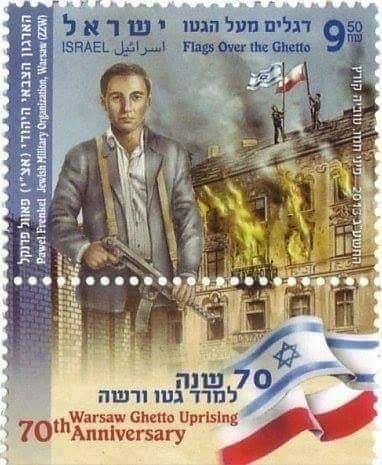 ישראל
ISRAEL اسرائيل
דגלים מעל הגטו
Flags Over the Ghetto
9.50
ש״ח
הארגון הצבאי היהודי (אצ"י) פאוול פרנקל
Pawel Frenkel Jewish Military Organization, Warsaw (ZZW)
70 שנה
למרד גטו ורשה
Warsaw Ghetto Uprising
70th Anniversary